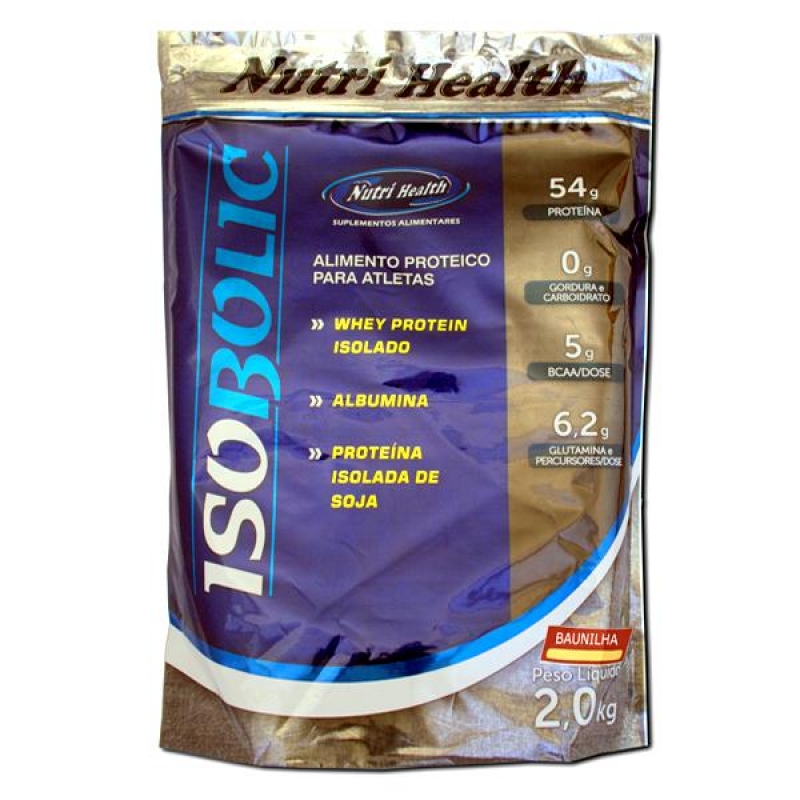 Nutri Health
ISOBOLIC
Nutri Health
SUPLEMENTOS ALIMENTARES
ALIMENTO PROTEICO
PARA ATLETAS
» WHEY PROTEIN
ISOLADO
» ALBUMINA
» PROTEÍNA
ISOLADA DE
SOJA
54g
PROTEÍNA
0g
GORDURA e
CARBOIDRATO
5g
BCAA/DOSE
6,2g
GLUTAMINA e
PERCURSORES/DOSE
BAUNILHA
Peso Líquido
2,0kg